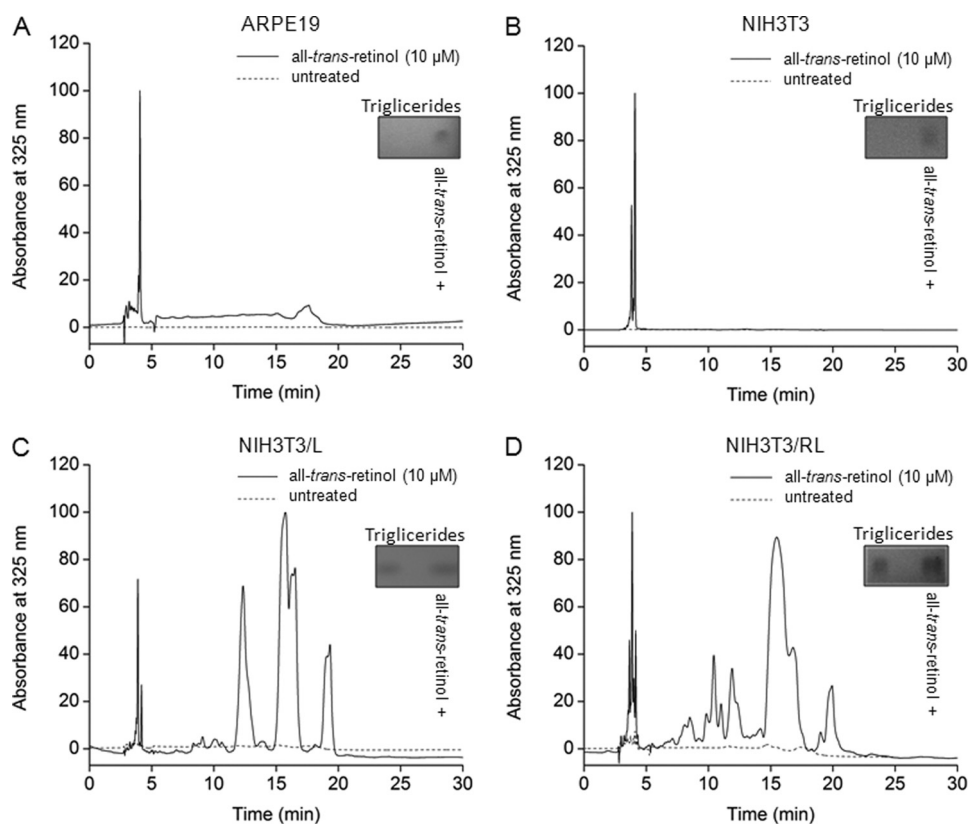 A
ARPE19
120
100
80
60
40
20
0
Absorbance at 325 nm
all-trans-retinol (10 μM)
untreated
Triglicerides
all-trans-retinol +
0 5 10 15 20 25 30
Time (min)
B
NIH3T3
120
100
80
60
40
20
0
Absorbance at 325 nm
all-trans-retinol (10 μM)
untreated
Triglicerides
all-trans-retinol +
0 5 10 15 20 25 30
Time (min)
C
NIH3T3/L
120
100
80
60
40
20
0
Absorbance at 325 nm
all-trans-retinol (10 μM)
untreated
Triglicerides
all-trans-retinol +
0 5 10 15 20 25 30
Time (min)
D
NIH3T3/RL
120
100
80
60
40
20
0
Absorbance at 325 nm
all-trans-retinol (10 μM)
untreated
Triglicerides
all-trans-retinol +
0 5 10 15 20 25 30
Time (min)